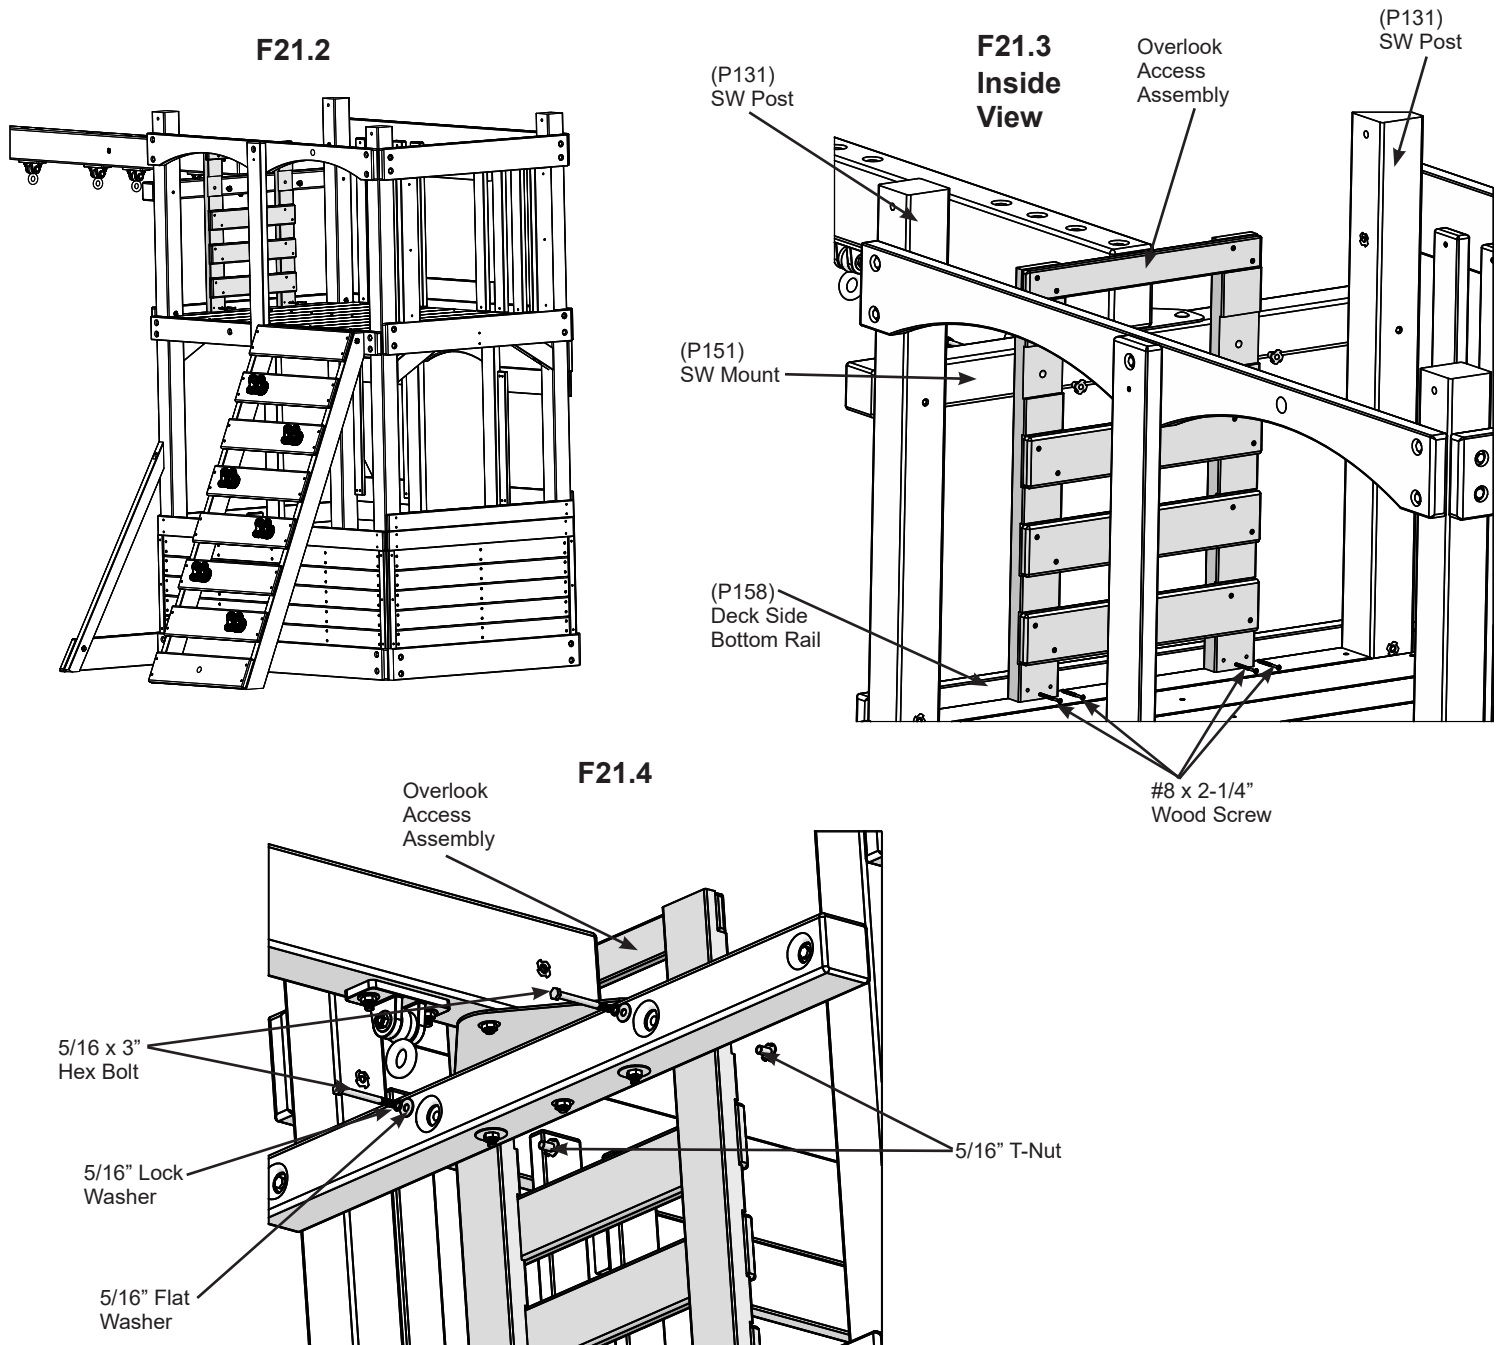 F21.2
F21.3
Inside
View
(P131)
SW Post
Overlook
Access
Assembly
(P131)
SW Post
(P151)
SW Mount
(P158)
Deck Side
Bottom Rail
#8 x 2-1/4”
Wood Screw
F21.4
Overlook
Access
Assembly
5/16 x 3”
Hex Bolt
5/16” Lock
Washer
5/16” Flat
Washer
5/16” T-Nut